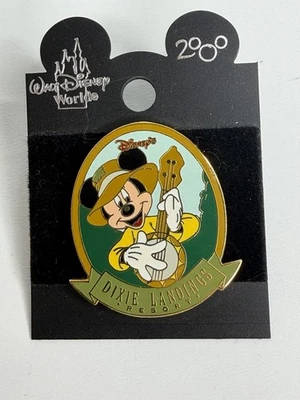 Walt Disney
World®
2000
Disney's
DIXIE LANDINGS
RESORT